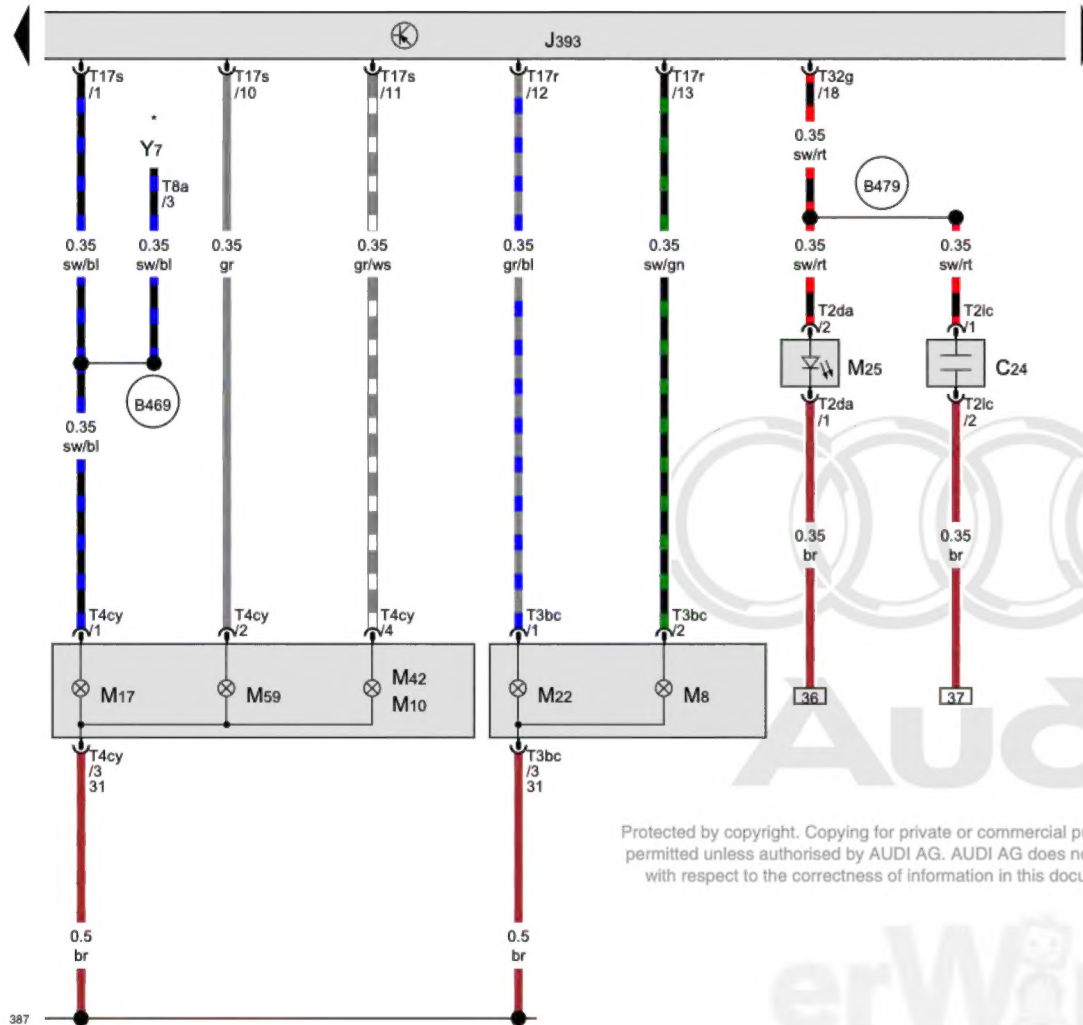 J393
T17s
/1
T17s
/10
T17s
/11
T17r
/12
T17r
/13
T32g
/18
*
Y7
T8a
/3
0.35
sw/rt
B479
0.35
sw/bl
0.35
sw/bl
0.35
gr
0.35
gr/ws
0.35
gr/bl
0.35
sw/gn
0.35
sw/rt
0.35
sw/rt
T2da
/2
T2lc
/1
M25
C24
B469
T2da
/1
T2lc
/2
0.35
sw/bl
0.35
br
0.35
br
T4cy
/1
T4cy
/2
T4cy
/4
T3bc
/1
T3bc
/2
M17
M59
M42
M10
M22
M8
36
37
T4cy
/3
31
T3bc
/3
31
Protected by copyright. Copying for private or commercial
permitted unless authorised by AUDI AG. AUDI AG does
with respect to the correctness of information in this
0.5
br
0.5
br
387